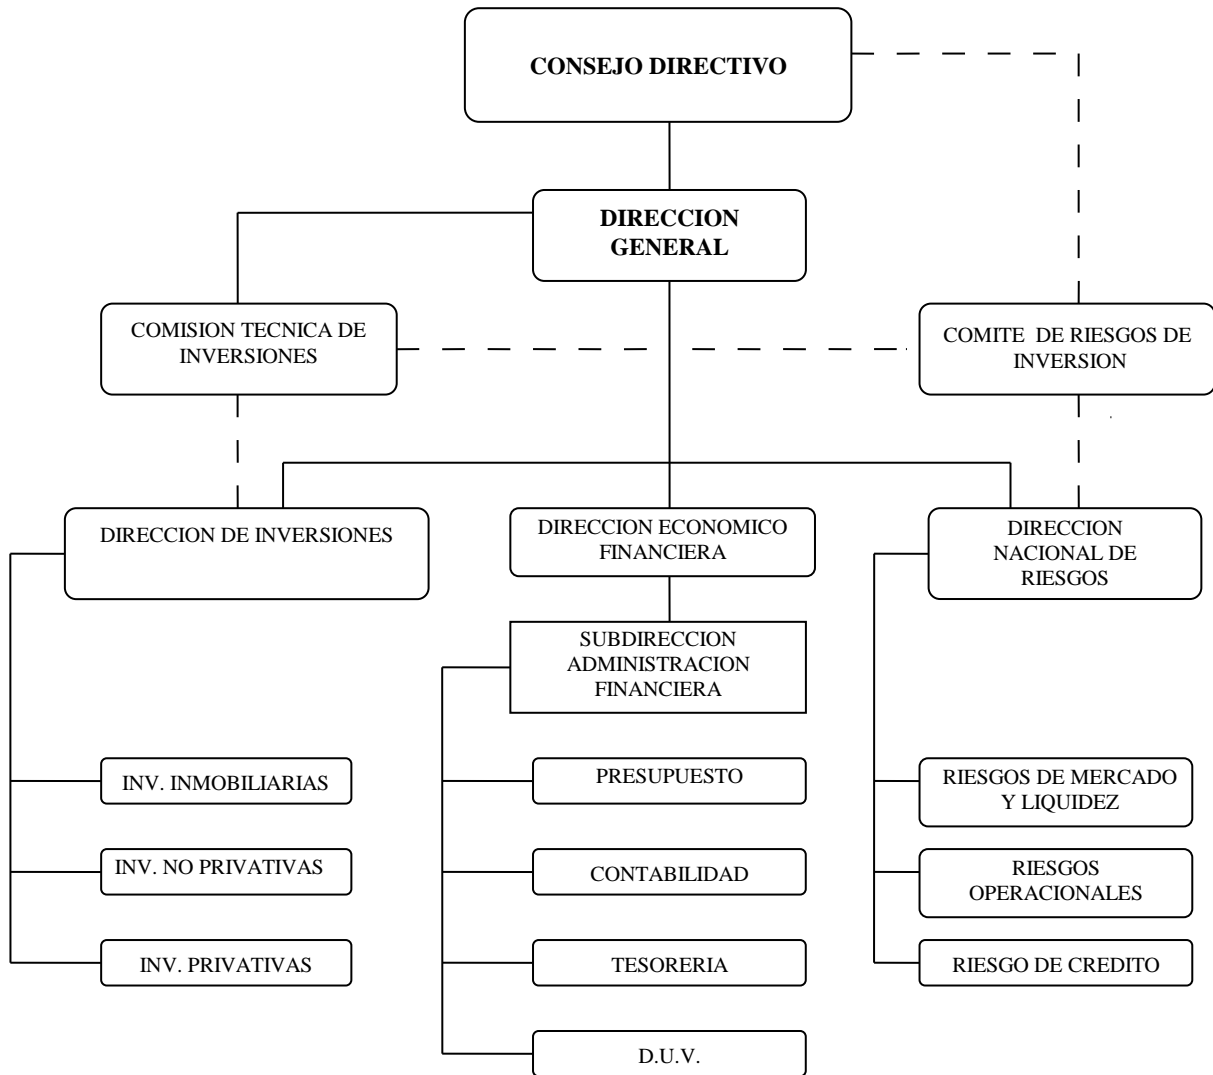 CONSEJO DIRECTIVO
DIRECCION
GENERAL
COMISION TECNICA DE
INVERSIONES
COMITE DE RIESGOS DE
INVERSION
DIRECCION DE INVERSIONES
DIRECCION ECONOMICO
FINANCIERA
DIRECCION
NACIONAL DE
RIESGOS
SUBDIRECCION
ADMINISTRACION
FINANCIERA
INV. INMOBILIARIAS
PRESUPUESTO
RIESGOS DE MERCADO
Y LIQUIDEZ
INV. NO PRIVATIVAS
CONTABILIDAD
RIESGOS
OPERACIONALES
INV. PRIVATIVAS
TESORERIA
RIESGO DE CREDITO
D.U.V.